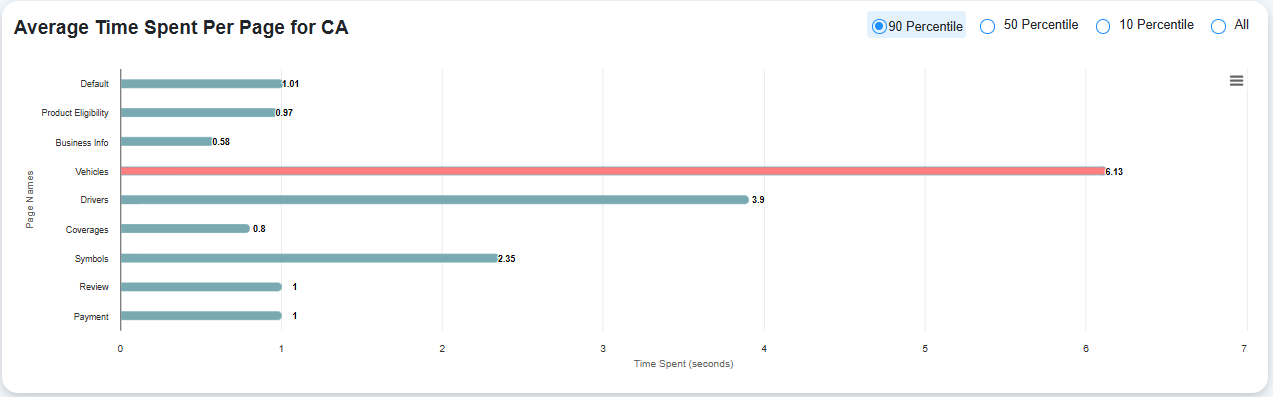 Average Time Spent Per Page for CA
90 Percentile
50 Percentile
10 Percentile
All
Page Names
Default
1.01
Product Eligibility
0.97
Business Info
0.58
Vehicles
6.13
Drivers
3.9
Coverages
0.8
Symbols
2.35
Review
1
Payment
1
0 1 2 3 4 5 6 7
Time Spent (seconds)